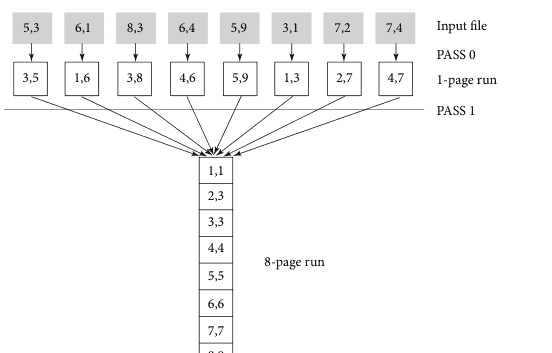 5,3 6,1 8,3 6,4 5,9 3,1 7,2 7,4 Input file
PASS 0
3,5 1,6 3,8 4,6 5,9 1,3 2,7 4,7 1-page run
PASS 1
1,1
2,3
3,3
4,4
5,5
8-page run
6,6
7,7